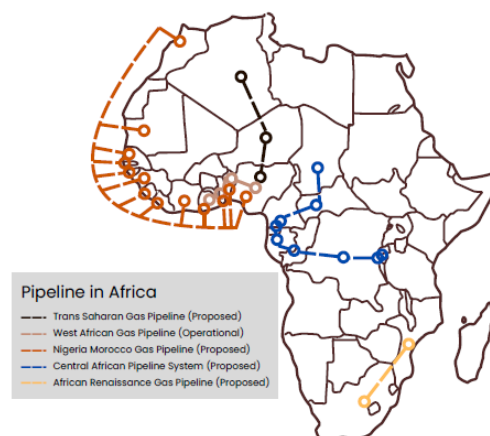 Pipeline in Africa
Trans Saharan Gas Pipeline (Proposed)
West African Gas Pipeline (Operational)
Nigeria Morocco Gas Pipeline (Proposed)
Central African Pipeline System (Proposed)
African Renaissance Gas Pipeline (Proposed)